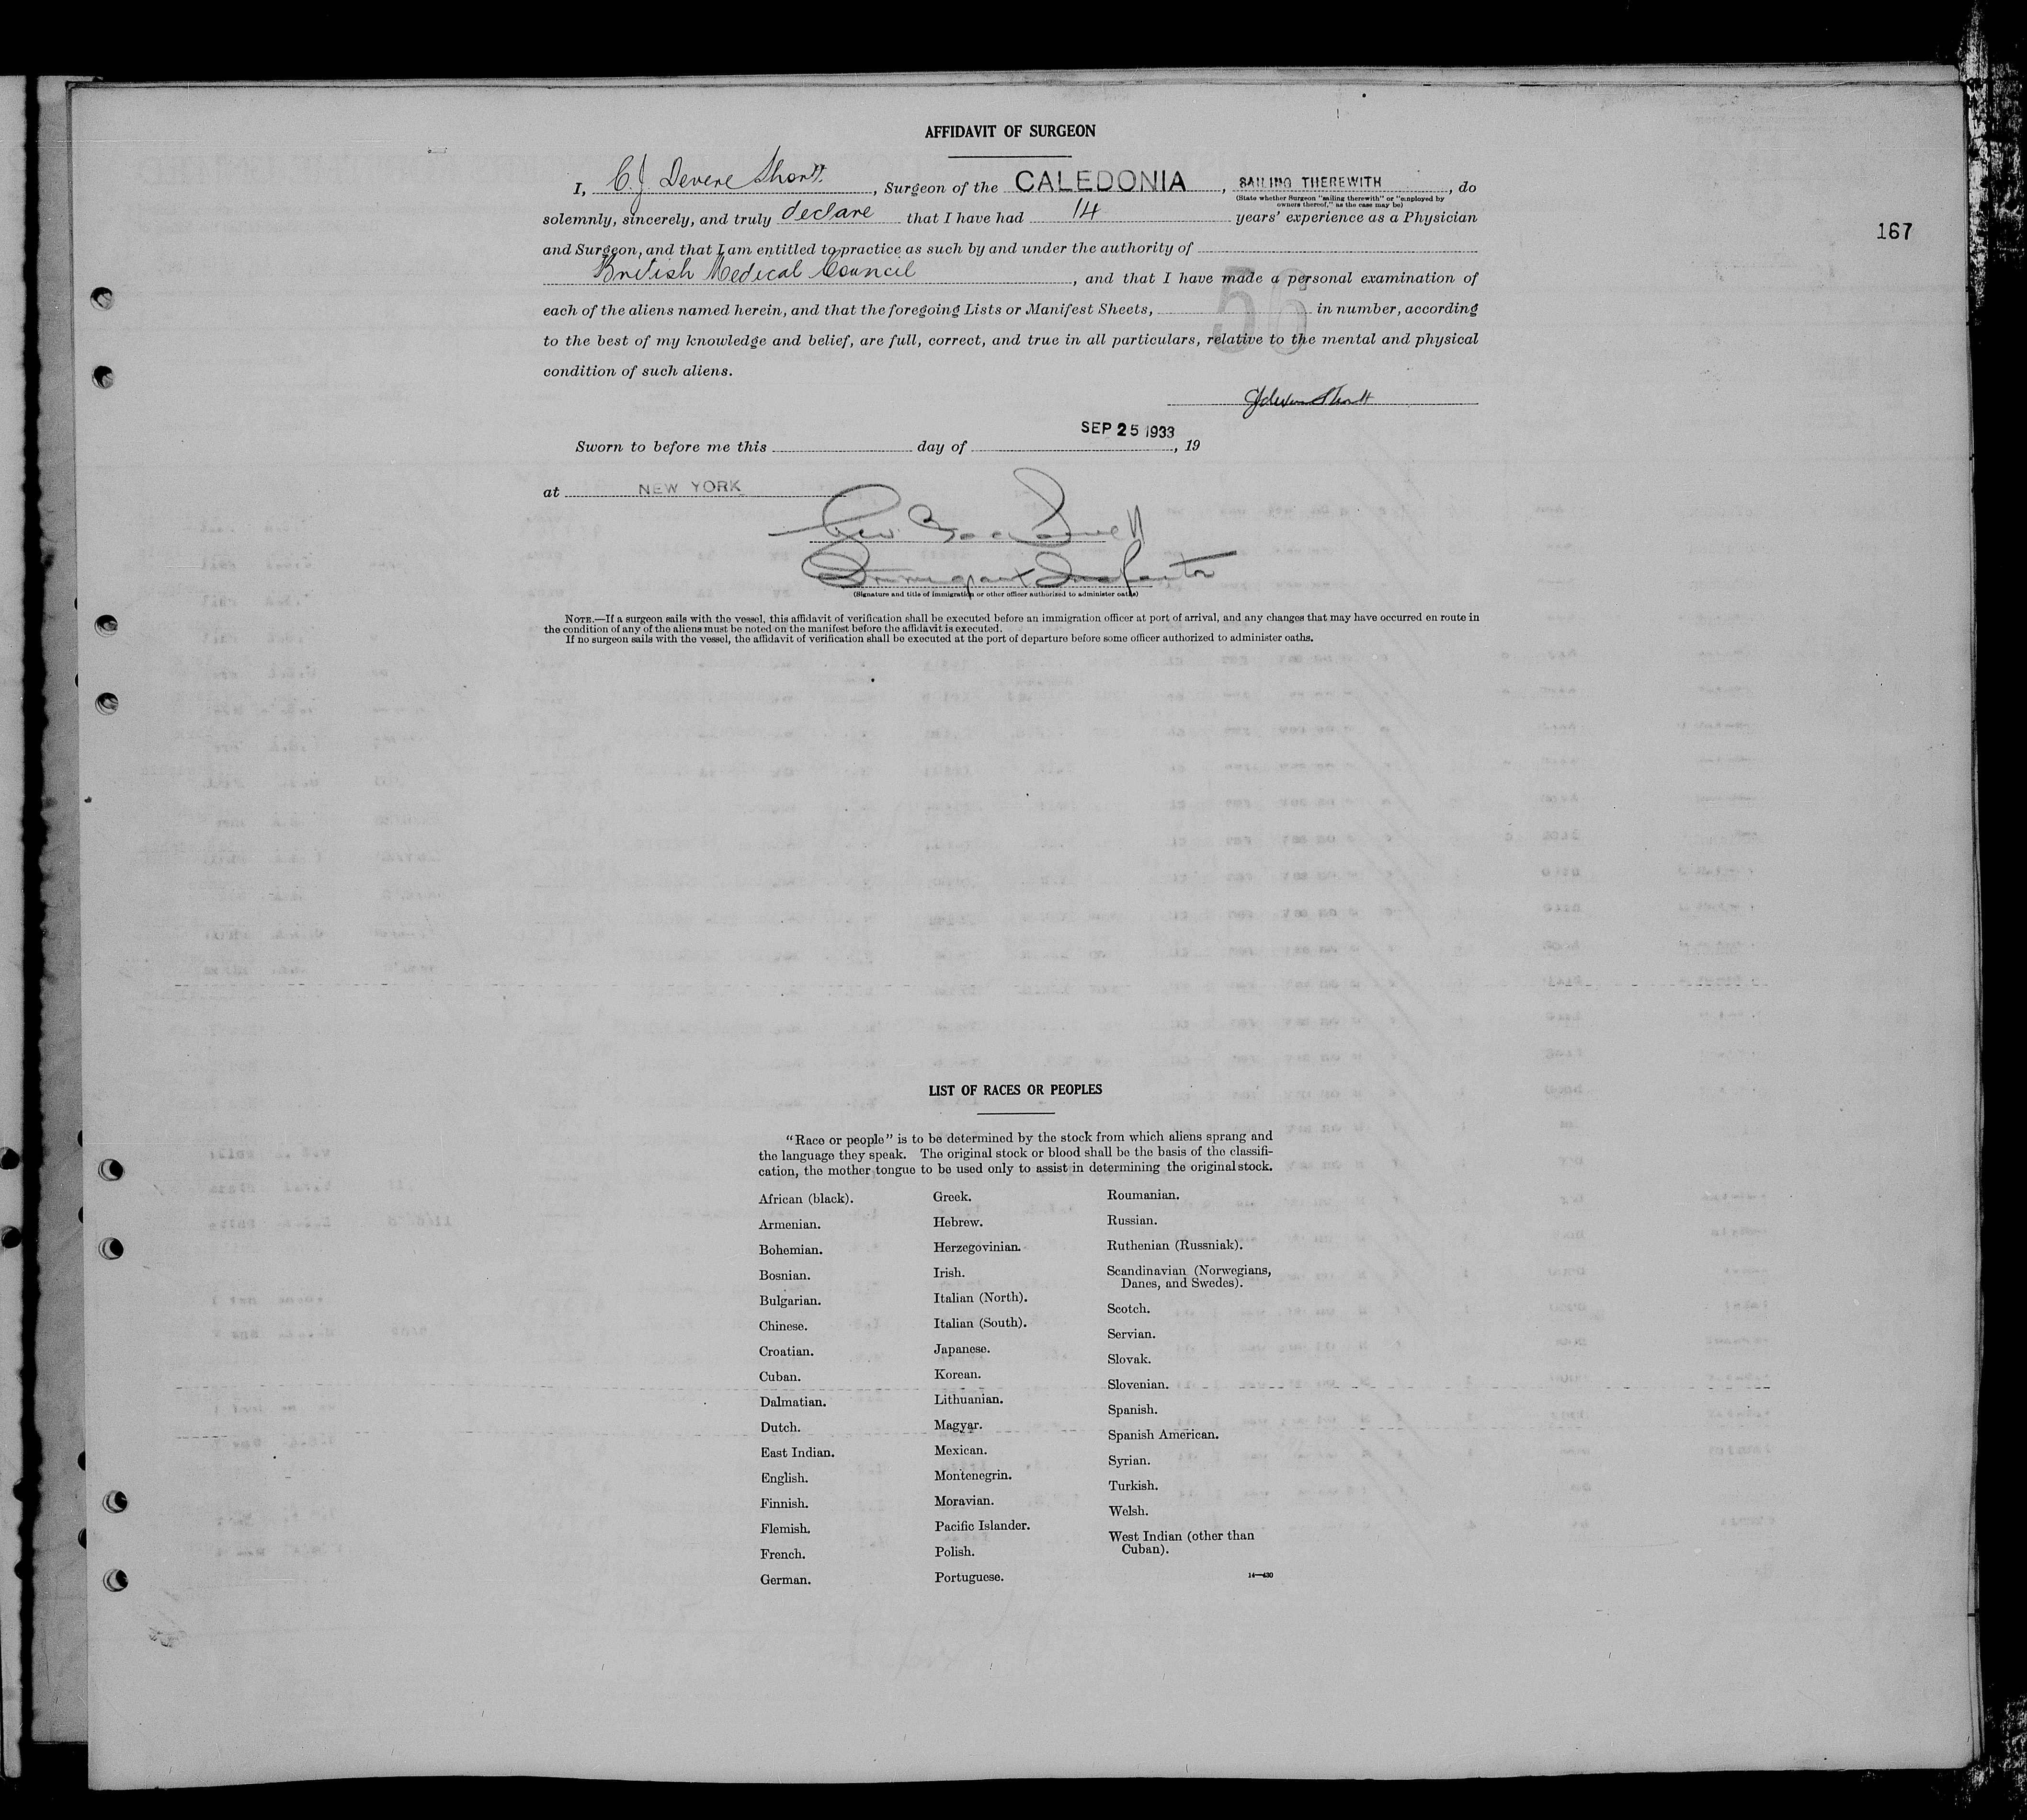 AFFIDAVIT OF SURGEON
I, C. J. Devere Shortt, Surgeon of the CALEDONIA, SAILING THEREWITH, do
(State whether Surgeon "sailing therewith" or "employed by
owners thereof," as the case may be)
solemnly, sincerely, and truly declare that I have had 14 years' experience as a Physician
and Surgeon, and that I am entitled to practice as such by and under the authority of
British Medical Council, and that I have made a personal examination of
167
56
each of the aliens named herein, and that the foregoing Lists or Manifest Sheets, in number, according
to the best of my knowledge and belief, are full, correct, and true in all particulars, relative to the mental and physical
condition of such aliens.
SEP 25 1933
Sworn to before me this day of , 19
at NEW YORK
Immigrant Inspector
(Signature and title of immigration or other officer authorized to administer oaths)
NOTE.—If a surgeon sails with the vessel, this affidavit of verification shall be executed before an immigration officer at port of arrival, and any changes that may have occurred en route in
the condition of any of the aliens must be noted on the manifest before the affidavit is executed.
If no surgeon sails with the vessel, the affidavit of verification shall be executed at the port of departure before some officer authorized to administer oaths.
LIST OF RACES OR PEOPLES
"Race or people" is to be determined by the stock from which aliens sprang and
the language they speak. The original stock or blood shall be the basis of the classifi-
cation, the mother tongue to be used only to assist in determining the original stock.
African (black).
Armenian.
Bohemian.
Bosnian.
Bulgarian.
Chinese.
Croatian.
Cuban.
Dalmatian.
Dutch.
East Indian.
English.
Finnish.
Flemish.
French.
German.
Greek.
Hebrew.
Herzegovinian.
Irish.
Italian (North).
Italian (South).
Japanese.
Korean.
Lithuanian.
Magyar.
Mexican.
Montenegrin.
Moravian.
Pacific Islander.
Polish.
Portuguese.
Roumanian.
Russian.
Ruthenian (Russniak).
Scandinavian (Norwegians,
Danes, and Swedes).
Scotch.
Servian.
Slovak.
Slovenian.
Spanish.
Spanish American.
Syrian.
Turkish.
Welsh.
West Indian (other than
Cuban).
14—430